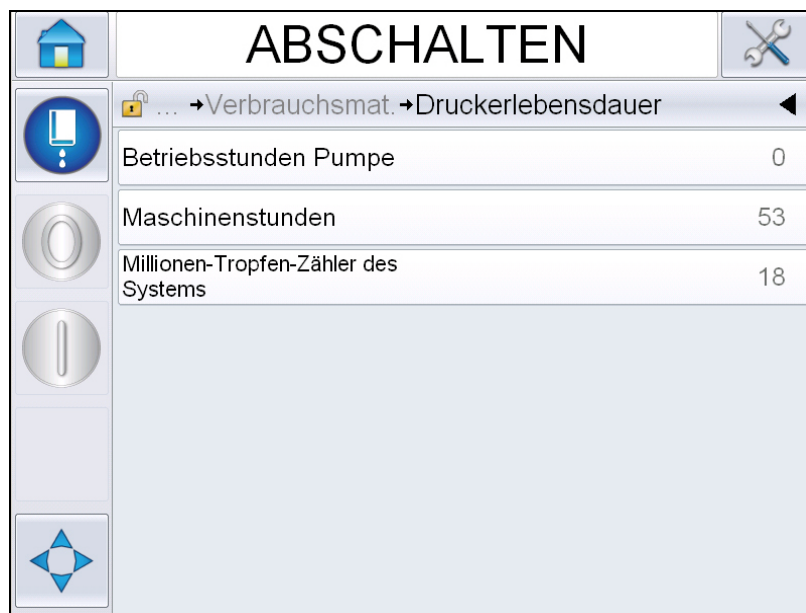 ABSCHALTEN
... →Verbrauchsmat.→Druckerlebensdauer
Betriebsstunden Pumpe 0
Maschinenstunden 53
Millionen-Tropfen-Zähler des
Systems 18